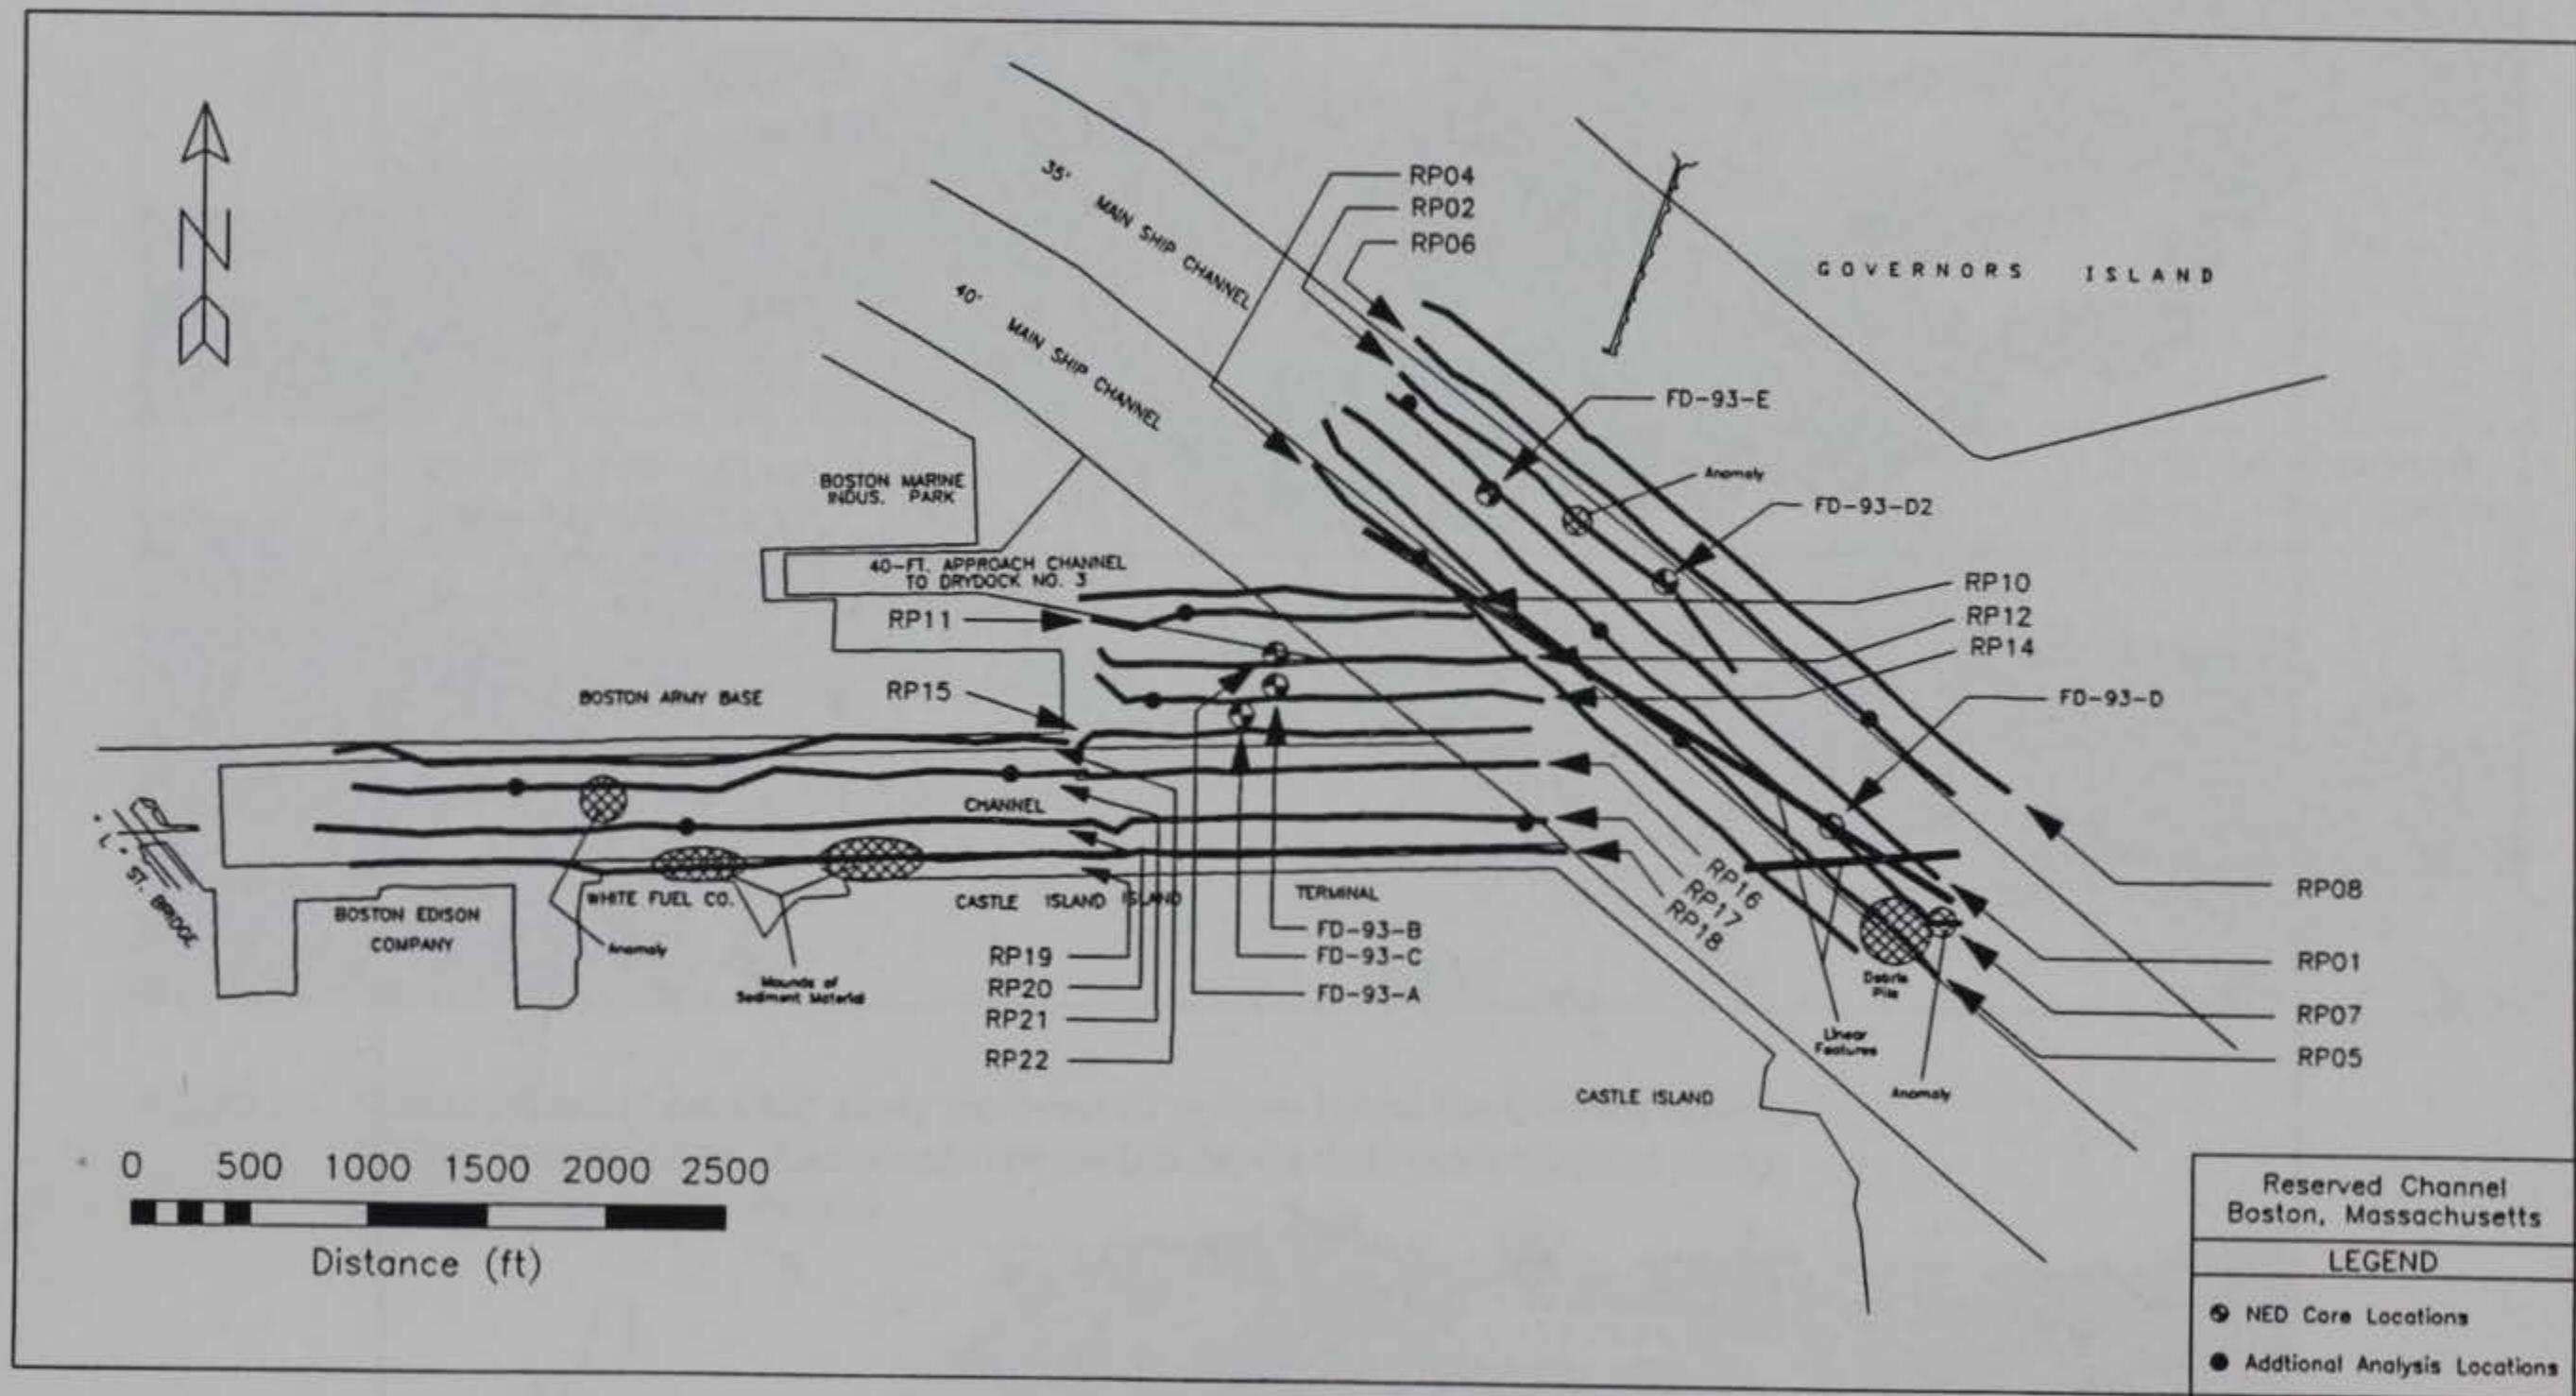 N
35' MAIN SHIP CHANNEL
40' MAIN SHIP CHANNEL
RP04
RP02
RP06
GOVERNORS ISLAND
FD-93-E
Anomaly
FD-93-D2
BOSTON MARINE
INDUS. PARK
40-FT. APPROACH CHANNEL
TO DRYDOCK NO. 3
RP11
RP10
RP12
RP14
RP15
BOSTON ARMY BASE
FD-93-D
CHANNEL
"L" ST. BRIDGE
WHITE FUEL CO.
CASTLE ISLAND ISLAND TERMINAL
BOSTON EDISON
COMPANY
Anomaly
Mounds of
Sediment Material
RP16
RP17
RP18
FD-93-B
FD-93-C
FD-93-A
RP19
RP20
RP21
RP22
RP08
RP01
RP07
RP05
Debris
Pile
Linear
Features
Anomaly
CASTLE ISLAND
0 500 1000 1500 2000 2500
Distance (ft)
Reserved Channel
Boston, Massachusetts
LEGEND
NED Core Locations
Addtional Analysis Locations